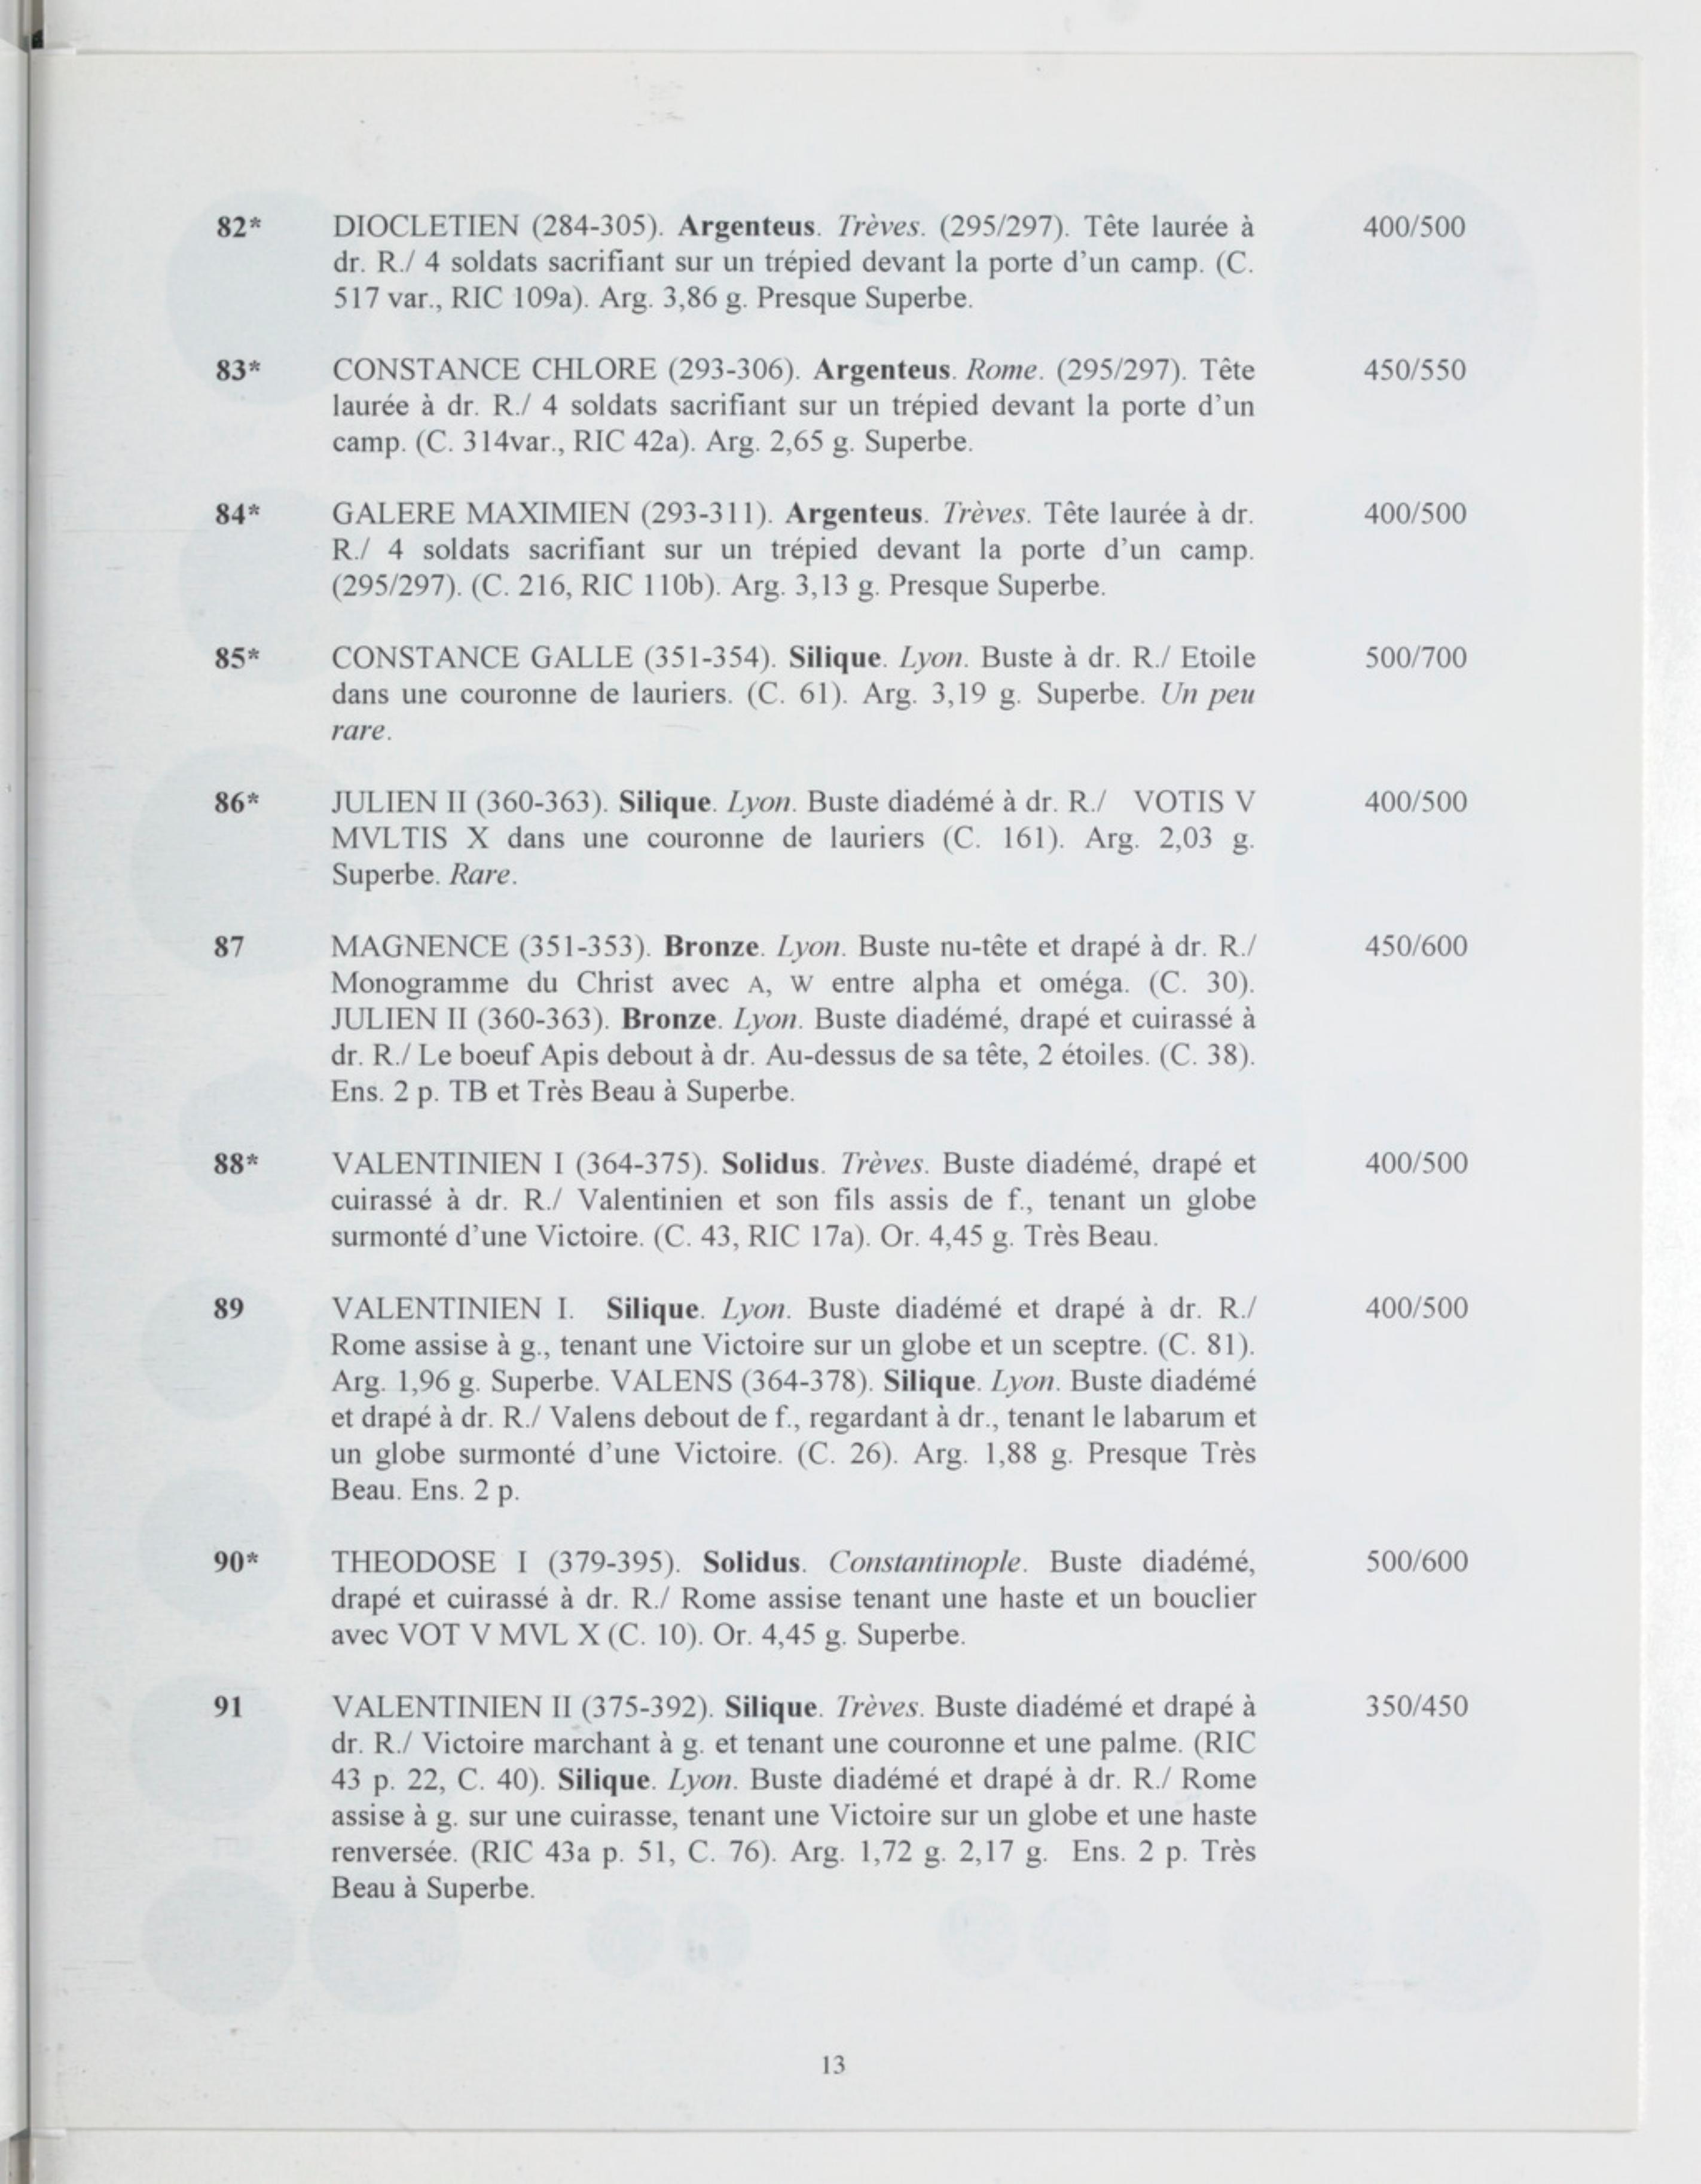 82* DIOCLETIEN (284-305). Argenteus. Trèves. (295/297). Tête laurée à 400/500
dr. R./ 4 soldats sacrifiant sur un trépied devant la porte d'un camp. (C.
517 var., RIC 109a). Arg. 3,86 g. Presque Superbe.
83* CONSTANCE CHLORE (293-306). Argenteus. Rome. (295/297). Tête 450/550
laurée à dr. R./ 4 soldats sacrifiant sur un trépied devant la porte d'un
camp. (C. 314var., RIC 42a). Arg. 2,65 g. Superbe.
84* GALERE MAXIMIEN (293-311). Argenteus. Trèves. Tête laurée à dr. 400/500
R./ 4 soldats sacrifiant sur un trépied devant la porte d'un camp.
(295/297). (C. 216, RIC 110b). Arg. 3,13 g. Presque Superbe.
85* CONSTANCE GALLE (351-354). Silique. Lyon. Buste à dr. R./ Etoile 500/700
dans une couronne de lauriers. (C. 61). Arg. 3,19 g. Superbe. Un peu
rare.
86* JULIEN II (360-363). Silique. Lyon. Buste diadémé à dr. R./ VOTIS V 400/500
MVLTIS X dans une couronne de lauriers (C. 161). Arg. 2,03 g.
Superbe. Rare.
87 MAGNENCE (351-353). Bronze. Lyon. Buste nu-tête et drapé à dr. R./ 450/600
Monogramme du Christ avec A, W entre alpha et oméga. (C. 30).
JULIEN II (360-363). Bronze. Lyon. Buste diadémé, drapé et cuirassé à
dr. R./ Le boeuf Apis debout à dr. Au-dessus de sa tête, 2 étoiles. (C. 38).
Ens. 2 p. TB et Très Beau à Superbe.
88* VALENTINIEN I (364-375). Solidus. Trèves. Buste diadémé, drapé et 400/500
cuirassé à dr. R./ Valentinien et son fils assis de f., tenant un globe
surmonté d'une Victoire. (C. 43, RIC 17a). Or. 4,45 g. Très Beau.
89 VALENTINIEN I. Silique. Lyon. Buste diadémé et drapé à dr. R./ 400/500
Rome assise à g., tenant une Victoire sur un globe et un sceptre. (C. 81).
Arg. 1,96 g. Superbe. VALENS (364-378). Silique. Lyon. Buste diadémé
et drapé à dr. R./ Valens debout de f., regardant à dr., tenant le labarum et
un globe surmonté d'une Victoire. (C. 26). Arg. 1,88 g. Presque Très
Beau. Ens. 2 p.
90* THEODOSE I (379-395). Solidus. Constantinople. Buste diadémé, 500/600
drapé et cuirassé à dr. R./ Rome assise tenant une haste et un bouclier
avec VOT V MVL X (C. 10). Or. 4,45 g. Superbe.
91 VALENTINIEN II (375-392). Silique. Trèves. Buste diadémé et drapé à 350/450
dr. R./ Victoire marchant à g. et tenant une couronne et une palme. (RIC
43 p. 22, C. 40). Silique. Lyon. Buste diadémé et drapé à dr. R./ Rome
assise à g. sur une cuirasse, tenant une Victoire sur un globe et une haste
renversée. (RIC 43a p. 51, C. 76). Arg. 1,72 g. 2,17 g. Ens. 2 p. Très
Beau à Superbe.
13